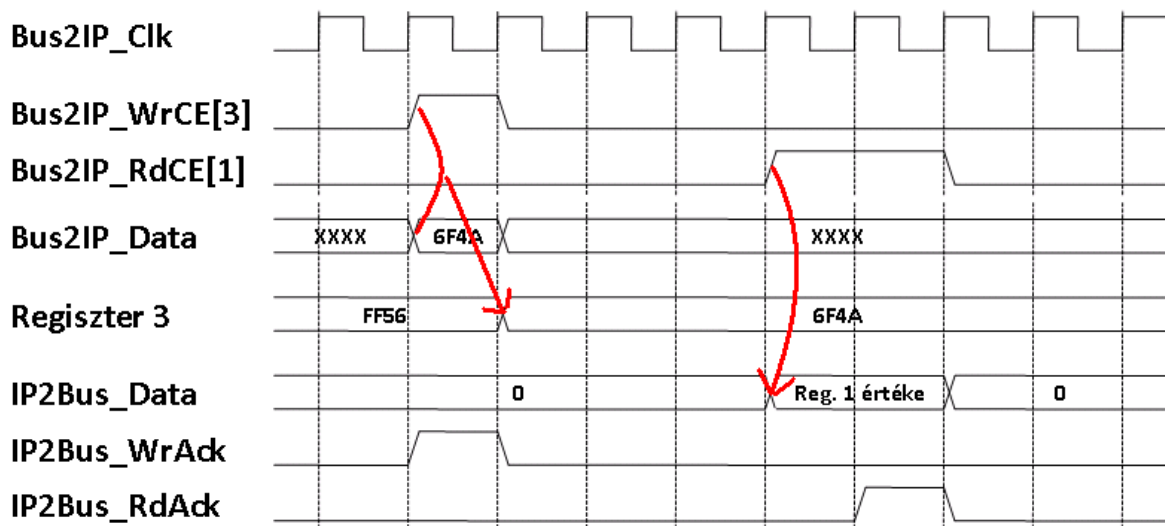 Bus2IP_Clk
Bus2IP_WrCE[3]
Bus2IP_RdCE[1]
Bus2IP_Data XXXX 6F4A XXXX
Regiszter 3 FF56 6F4A
IP2Bus_Data 0 Reg. 1 értéke 0
IP2Bus_WrAck
IP2Bus_RdAck